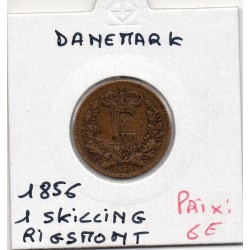 DANEMARK
1856
1 SKILLING
RIGSMONT
PRIX:
6E